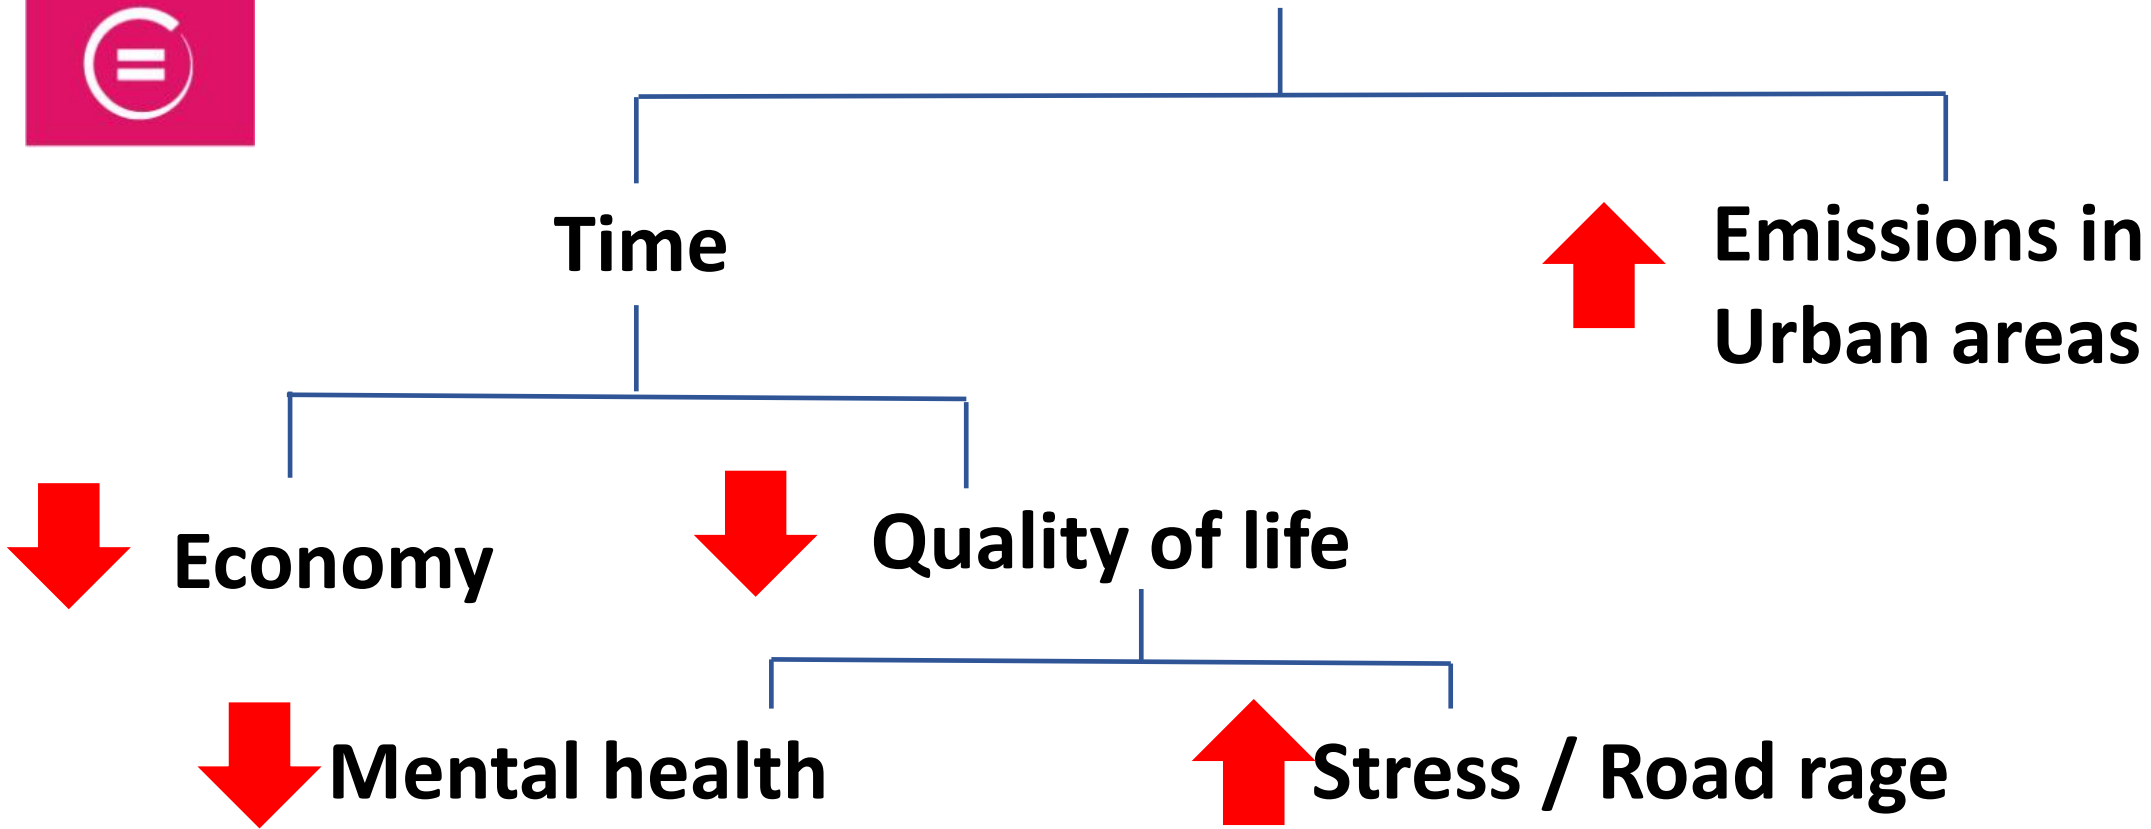 Time
Emissions in
Urban areas
Economy
Quality of life
Mental health
Stress / Road rage